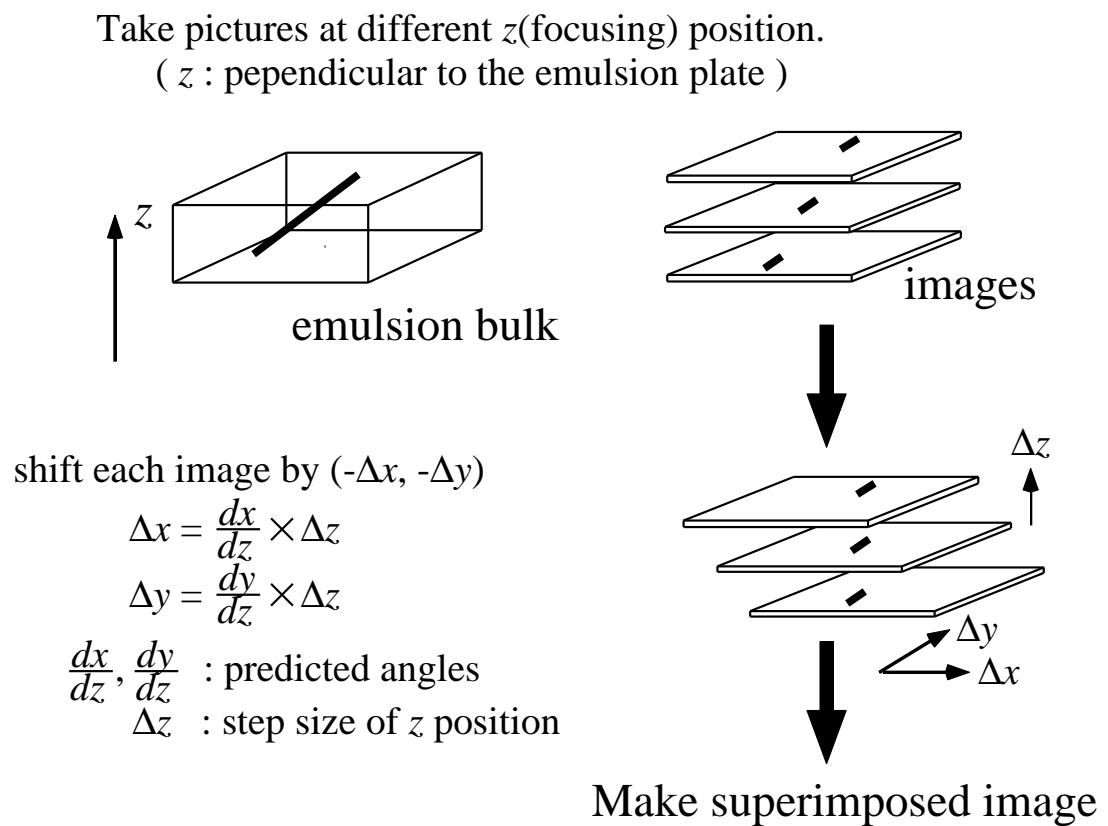 Take pictures at different z(focusing) position.
( z : pependicular to the emulsion plate )
z
emulsion bulk
images
shift each image by (-Δx, -Δy)
Δx = dx/dz × Δz
Δy = dy/dz × Δz
dx/dz, dy/dz : predicted angles
Δz : step size of z position
Δz
Δy
Δx
Make superimposed image